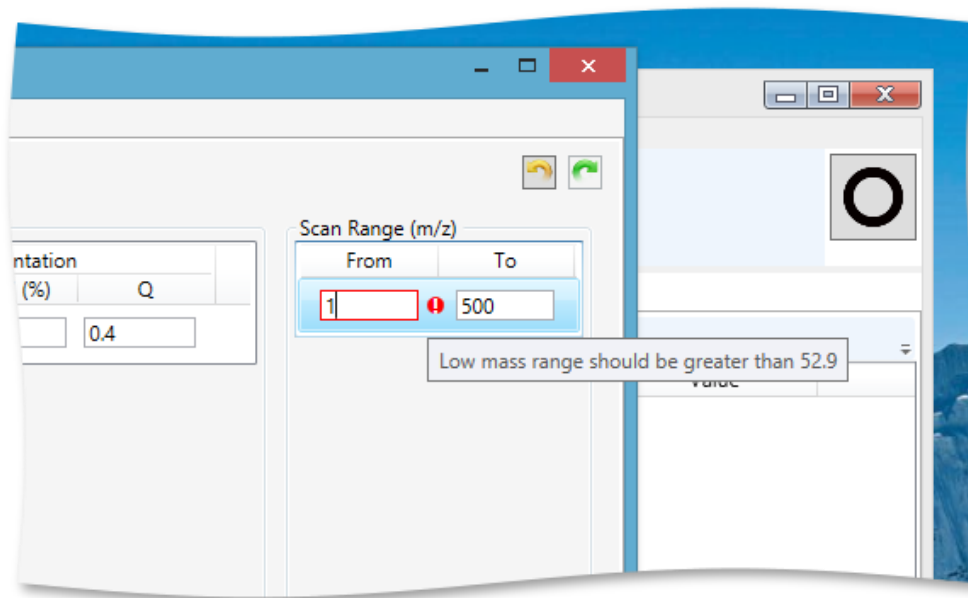 Scan Range (m/z)
ntation
From To
(%) Q
1 500
0.4
Low mass range should be greater than 52.9
Value